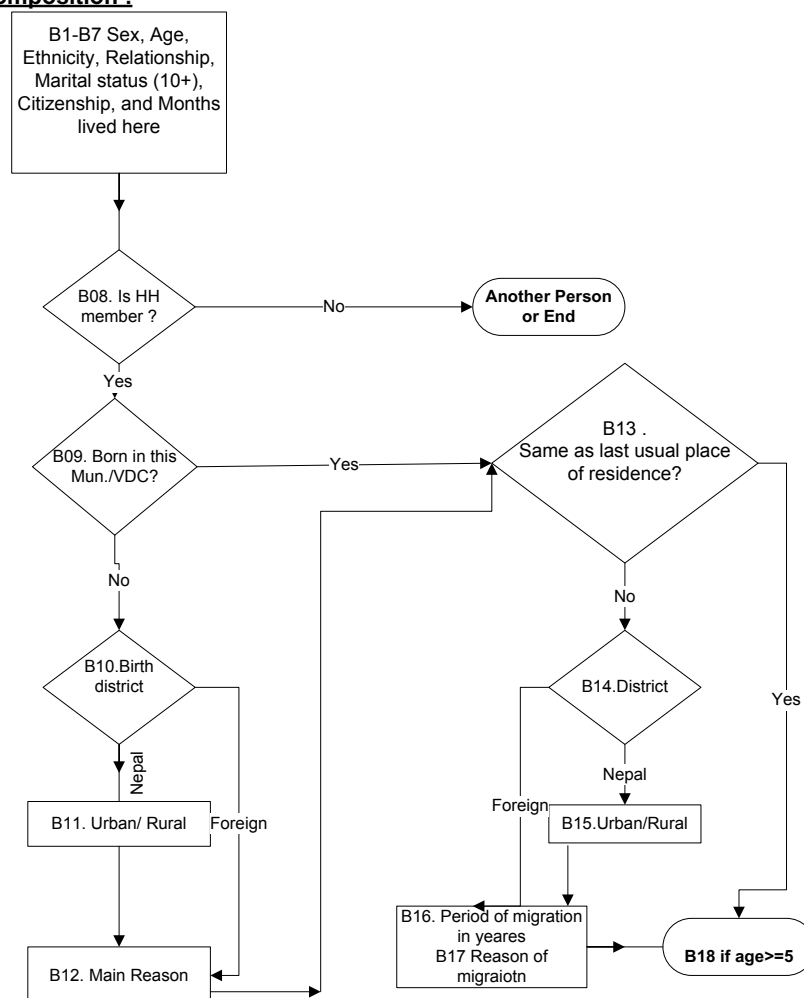 omposition :
B1-B7 Sex, Age,
Ethnicity, Relationship,
Marital status (10+),
Citizenship, and Months
lived here
B08. Is HH
member ?
No
Another Person
or End
Yes
B09. Born in this
Mun./VDC?
Yes
B13 .
Same as last usual place
of residence?
No
No
B10.Birth
district
B14.District
Yes
Nepal
Nepal
Foreign
B11. Urban/ Rural
Foreign
B15.Urban/Rural
B16. Period of migration
in yeares
B17 Reason of
migraiotn
B18 if age>=5
B12. Main Reason